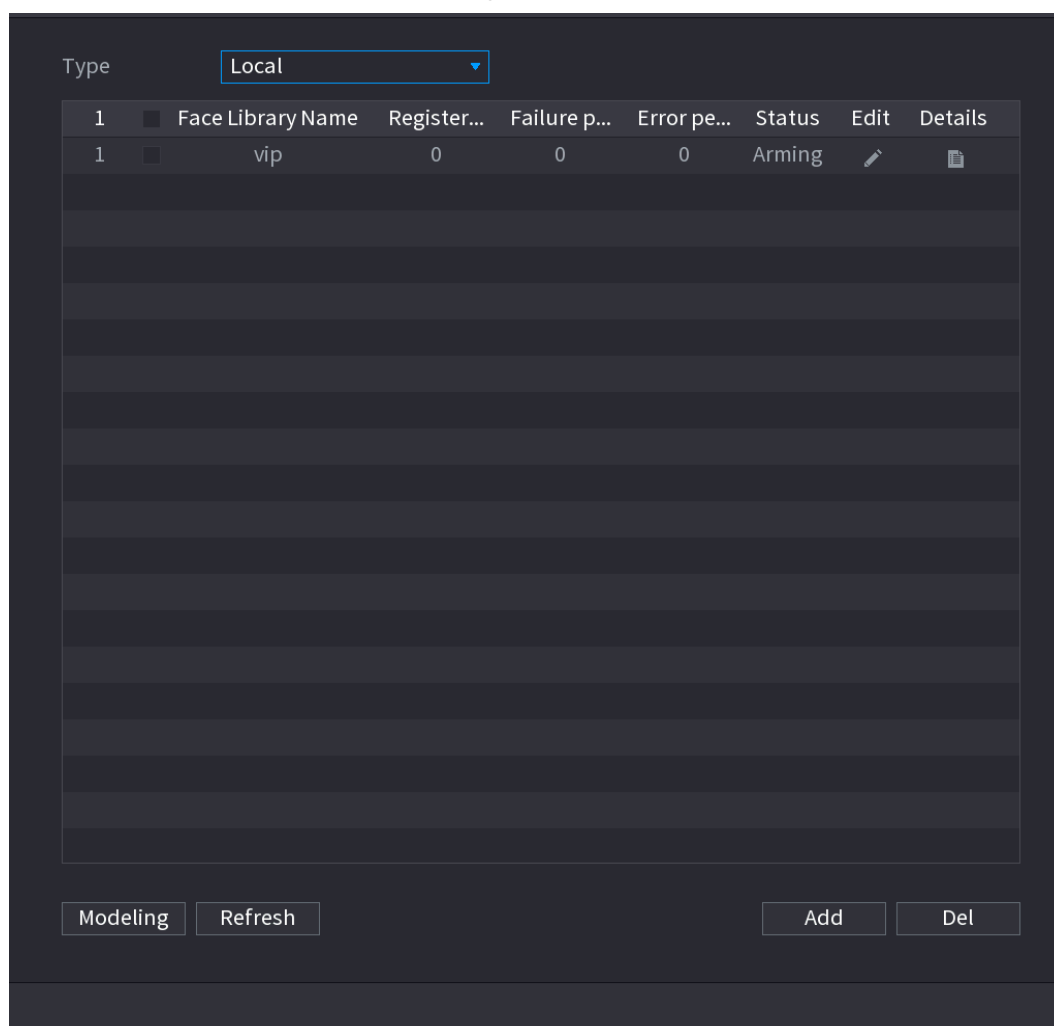 Type Local
1 Face Library Name Register... Failure p... Error pe... Status Edit Details
1 vip 0 0 0 Arming
Modeling Refresh Add Del